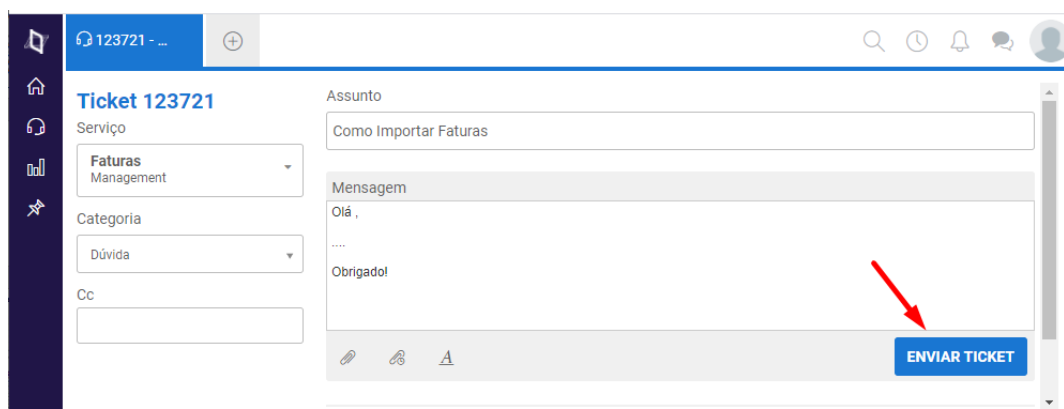 123721 - ...
Ticket 123721
Serviço
Faturas
Management
Categoria
Dúvida
Cc
Assunto
Como Importar Faturas
Mensagem
Olá ,
....
Obrigado!
A
ENVIAR TICKET